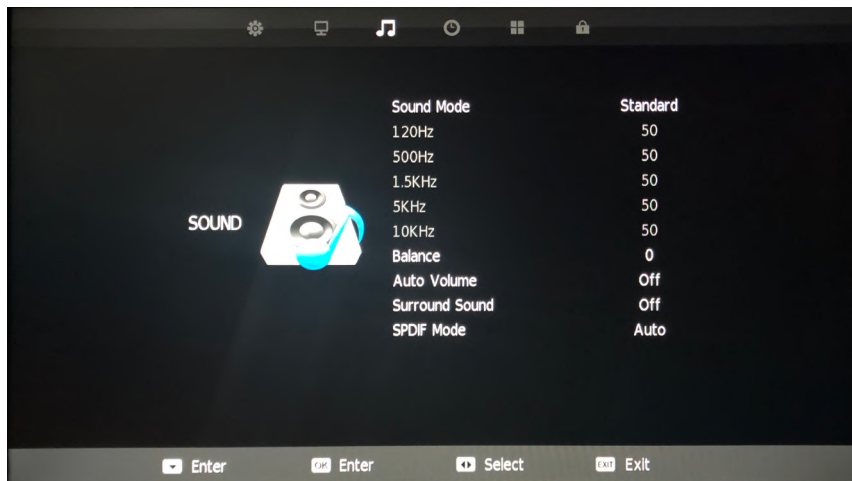 Sound Mode Standard
120Hz 50
500Hz 50
1.5KHz 50
5KHz 50
SOUND
10KHz 50
Balance 0
Auto Volume Off
Surround Sound Off
SPDIF Mode Auto
Enter OK Enter Select EXIT Exit